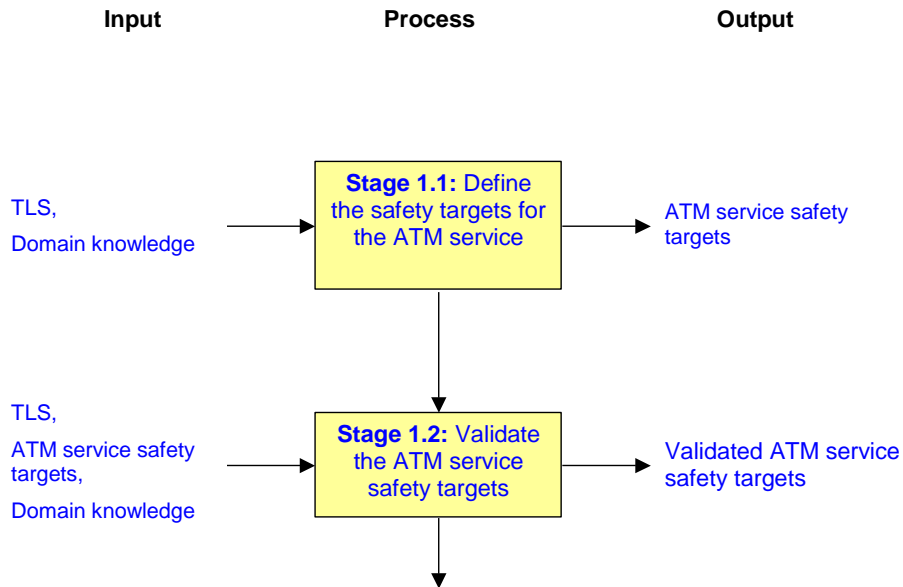 Input
Process
Output
TLS,
Domain knowledge
Stage 1.1: Define
the safety targets for
the ATM service
ATM service safety
targets
TLS,
ATM service safety
targets,
Domain knowledge
Stage 1.2: Validate
the ATM service
safety targets
Validated ATM service
safety targets